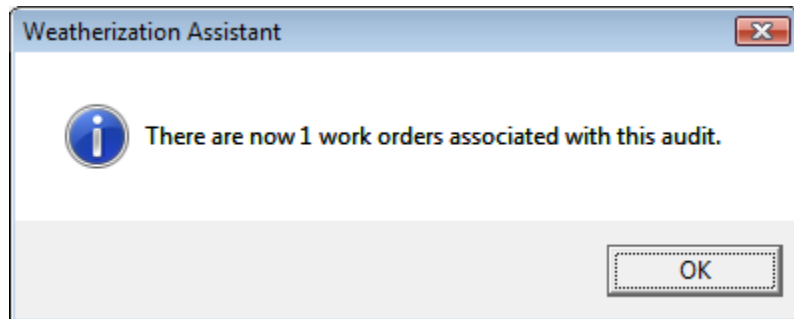 Weatherization Assistant
There are now 1 work orders associated with this audit.
OK